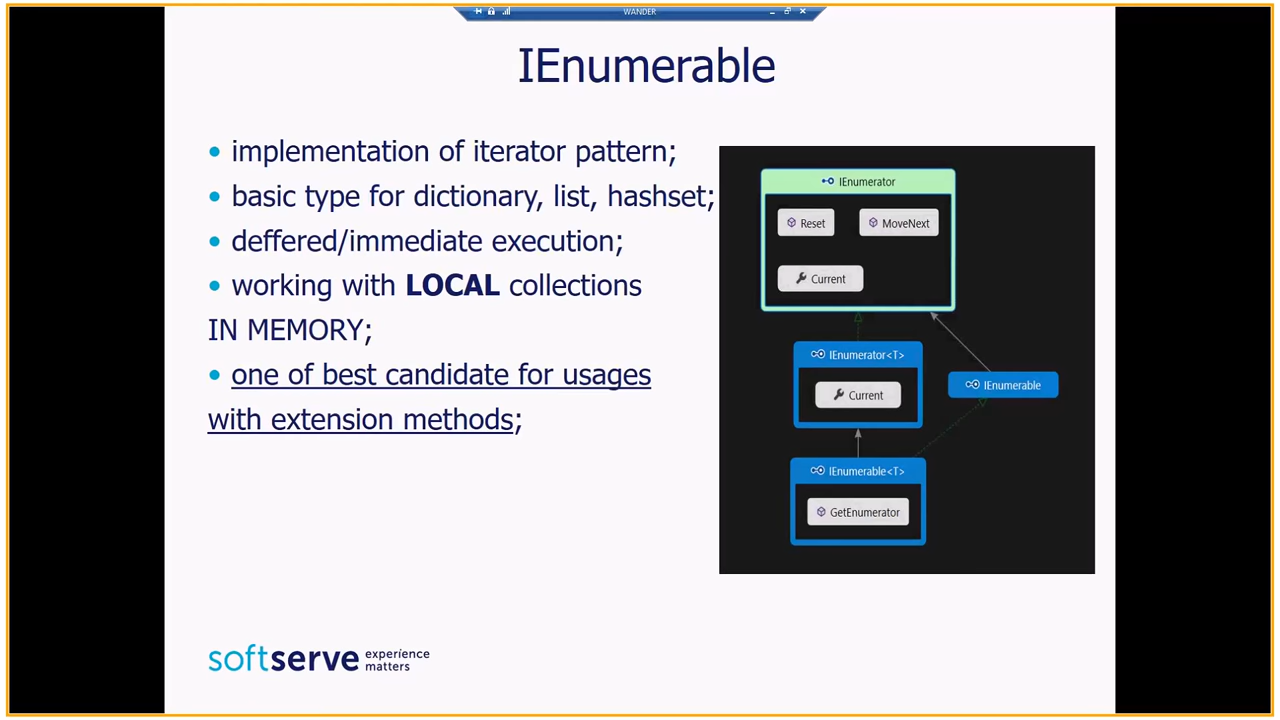 WANDER
IEnumerable
• implementation of iterator pattern;
• basic type for dictionary, list, hashset;
• deffered/immediate execution;
• working with LOCAL collections
IN MEMORY;
• one of best candidate for usages
with extension methods;
IEnumerator
Reset
MoveNext
Current
IEnumerator<T>
Current
IEnumerable
IEnumerable<T>
GetEnumerator
softserve
experience
matters